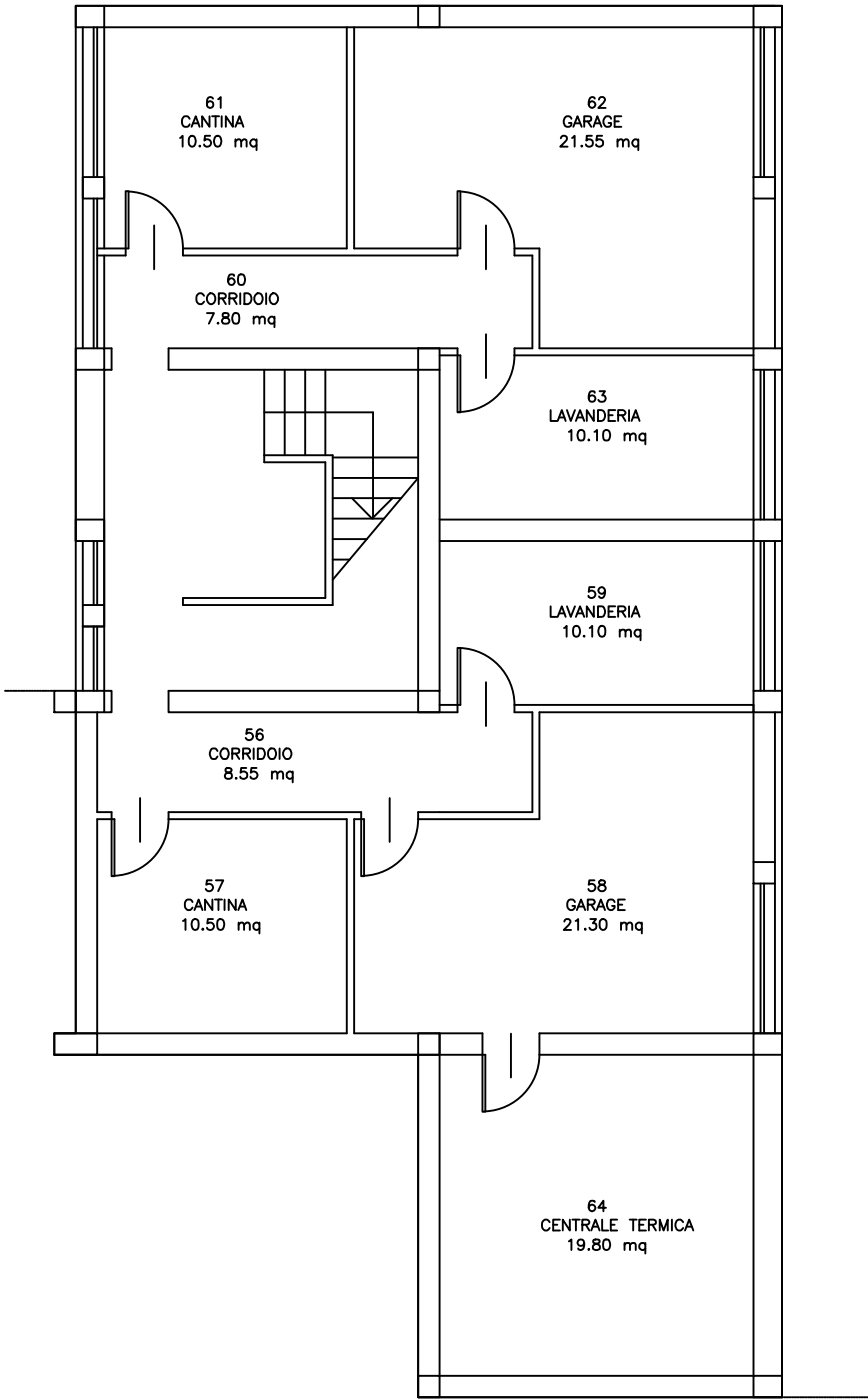 61
CANTINA
10.50 mq
62
GARAGE
21.55 mq
60
CORRIDOIO
7.80 mq
63
LAVANDERIA
10.10 mq
59
LAVANDERIA
10.10 mq
56
CORRIDOIO
8.55 mq
57
CANTINA
10.50 mq
58
GARAGE
21.30 mq
64
CENTRALE TERMICA
19.80 mq